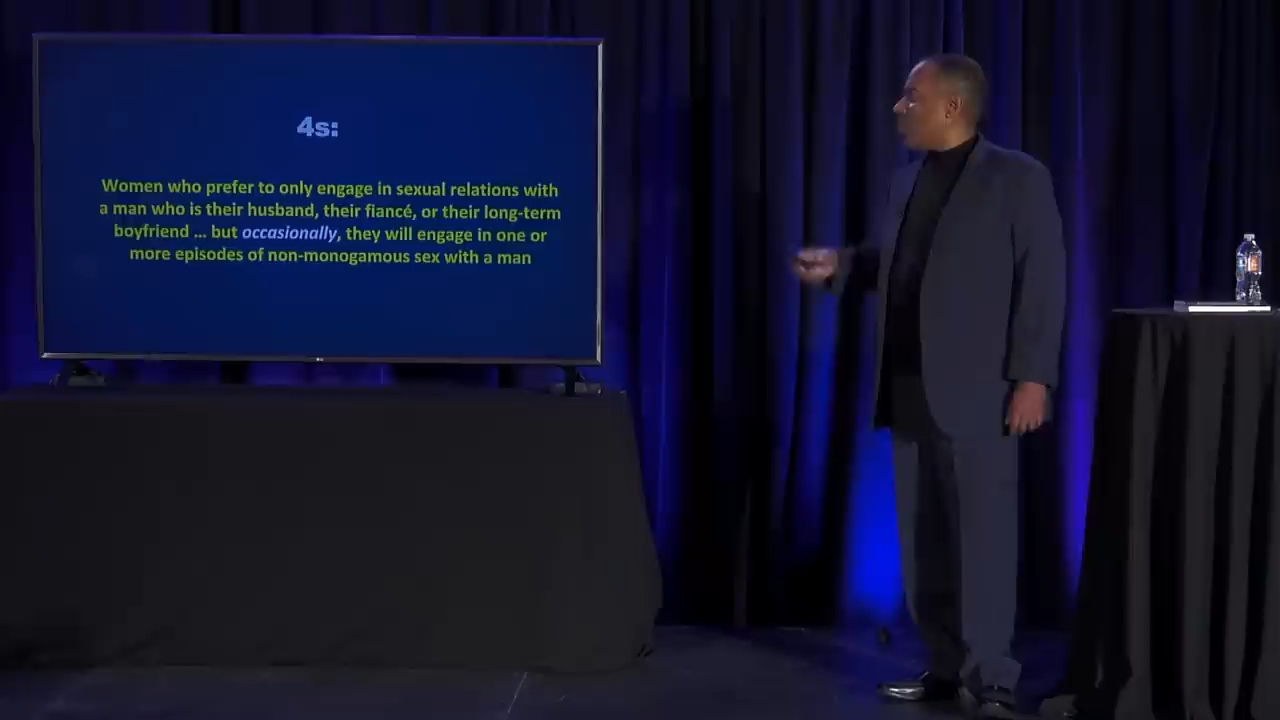 4s:
Women who prefer to only engage in sexual relations with
a man who is their husband, their fiancé, or their long-term
boyfriend ... but occasionally, they will engage in one or
more episodes of non-monogamous sex with a man